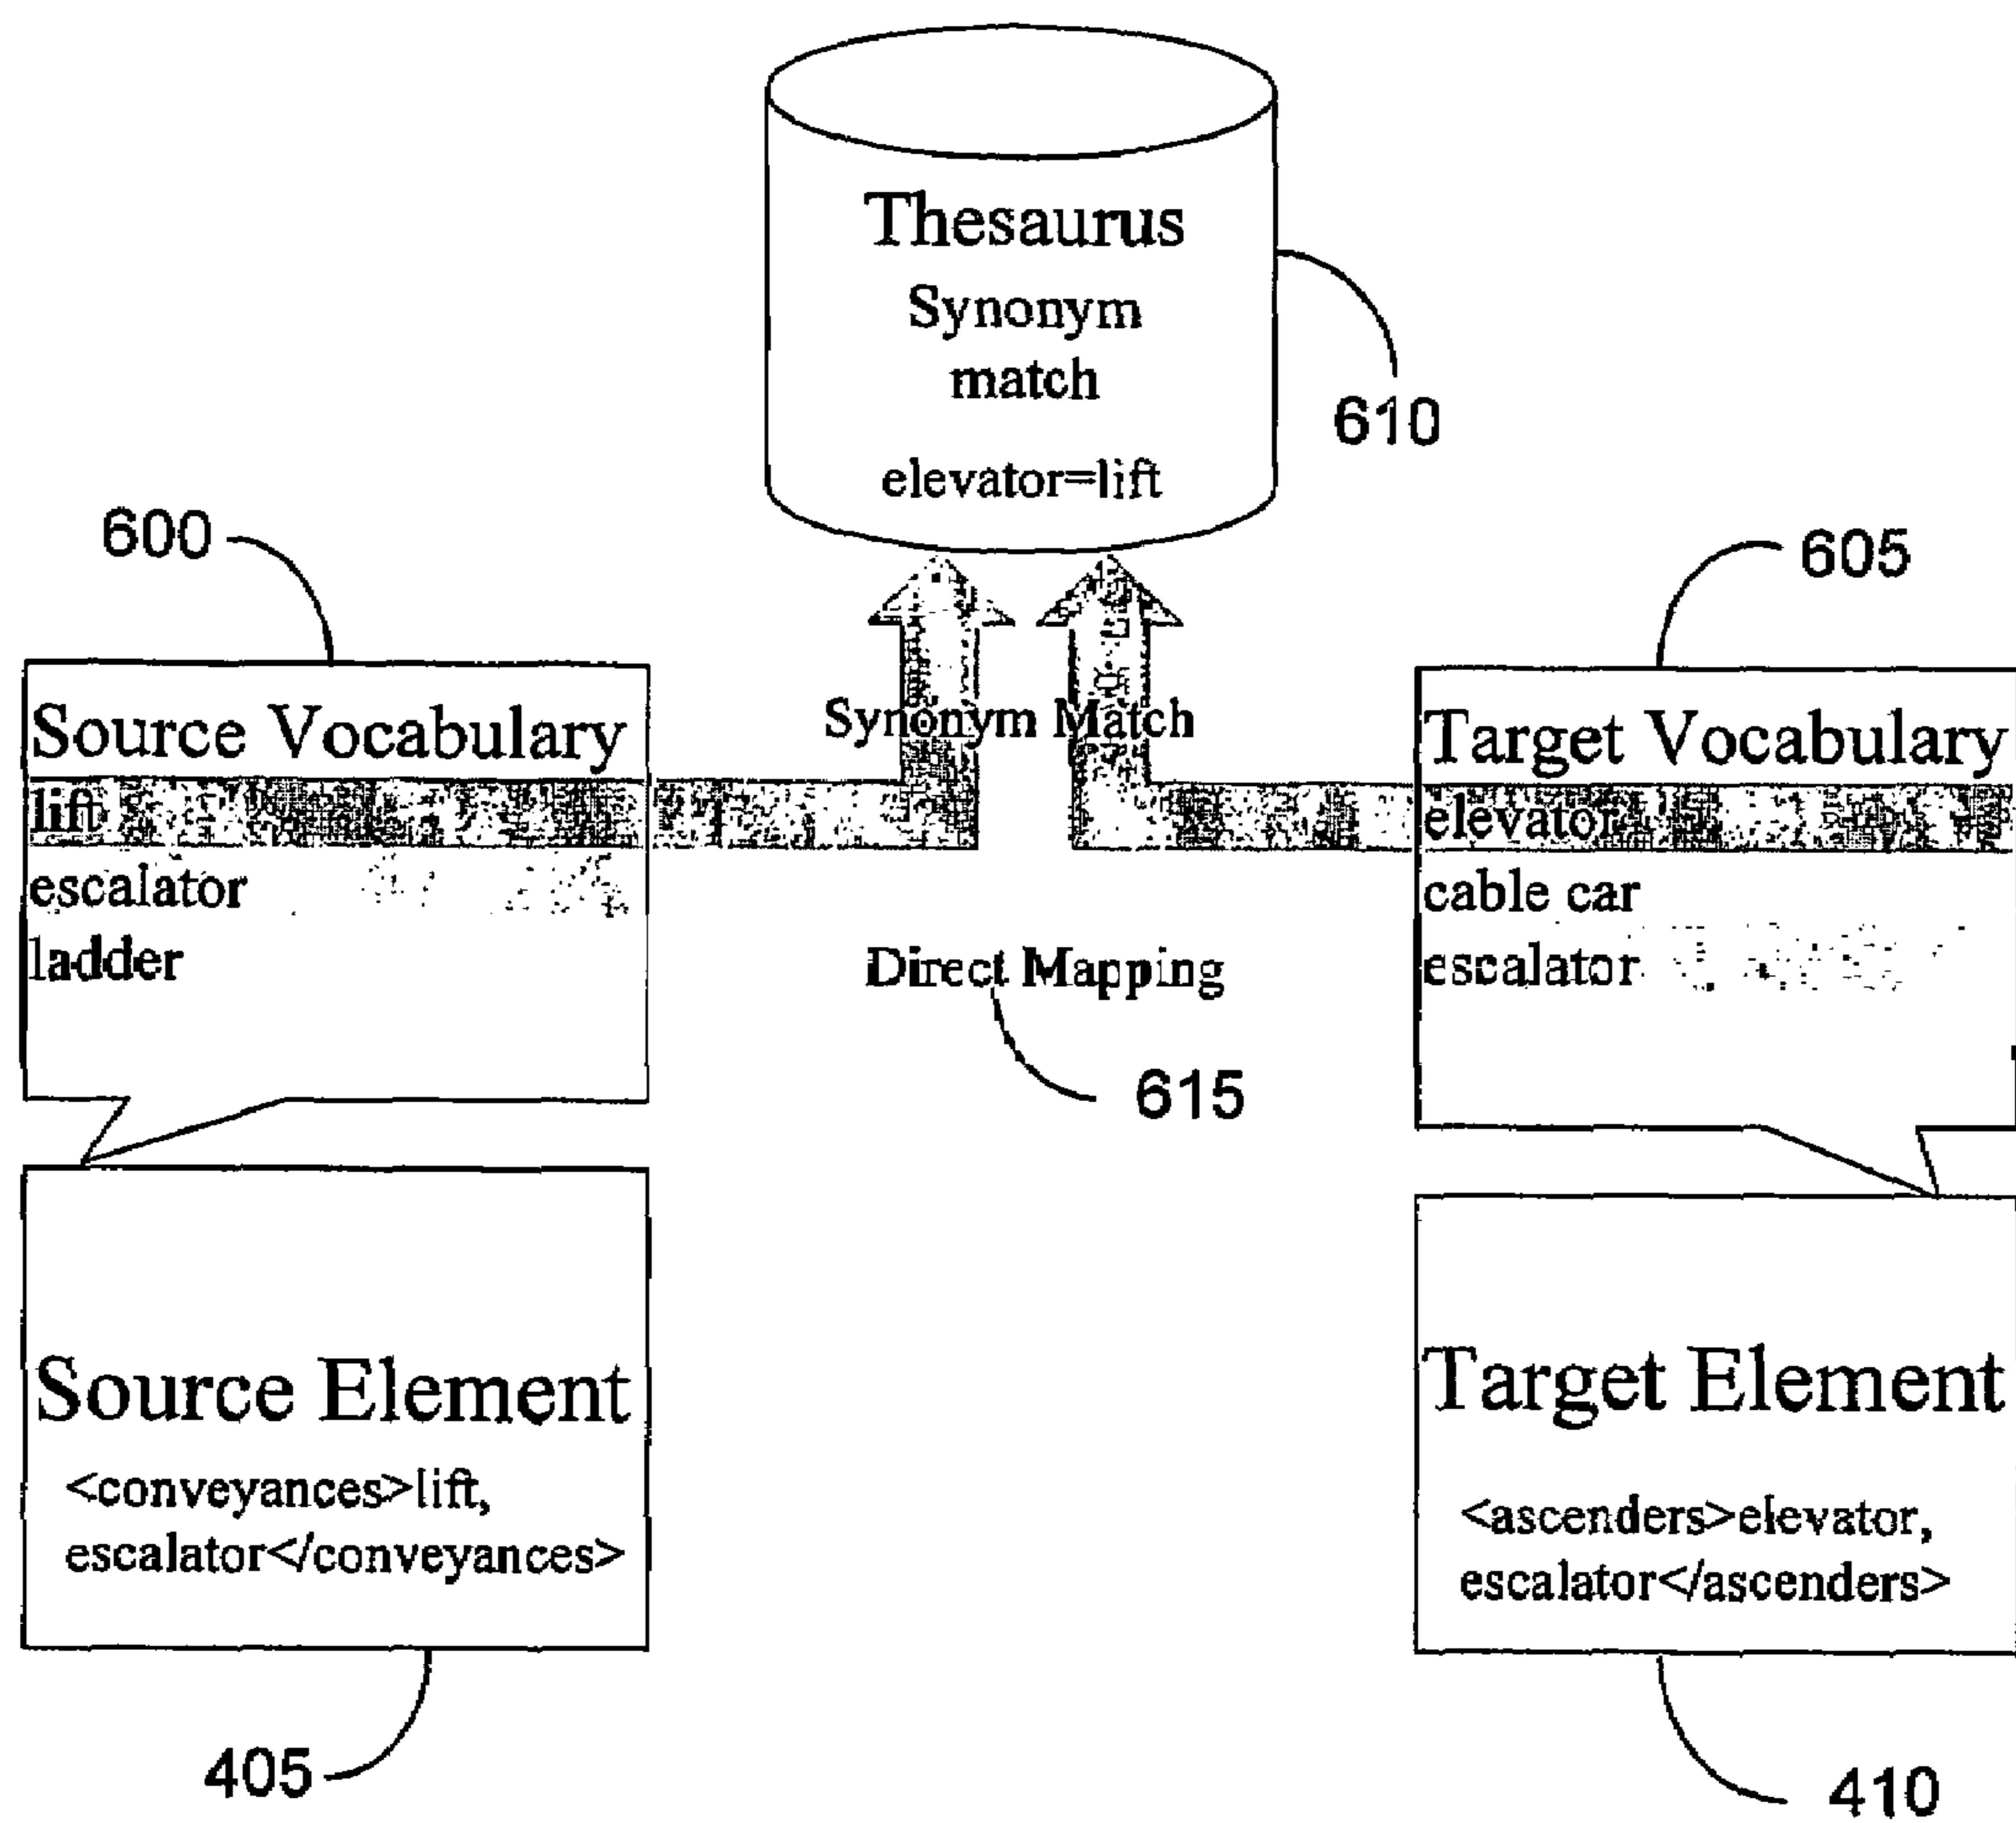 Thesaurus
Synonym
match
elevator=lift
610
600
605
Source Vocabulary
lift
escalator
ladder
Synonym Match
Direct Mapping
615
Target Vocabulary
elevator
cable car
escalator
Source Element
<conveyances>lift,
escalator</conveyances>
405
Target Element
<ascenders>elevator,
escalator</ascenders>
410